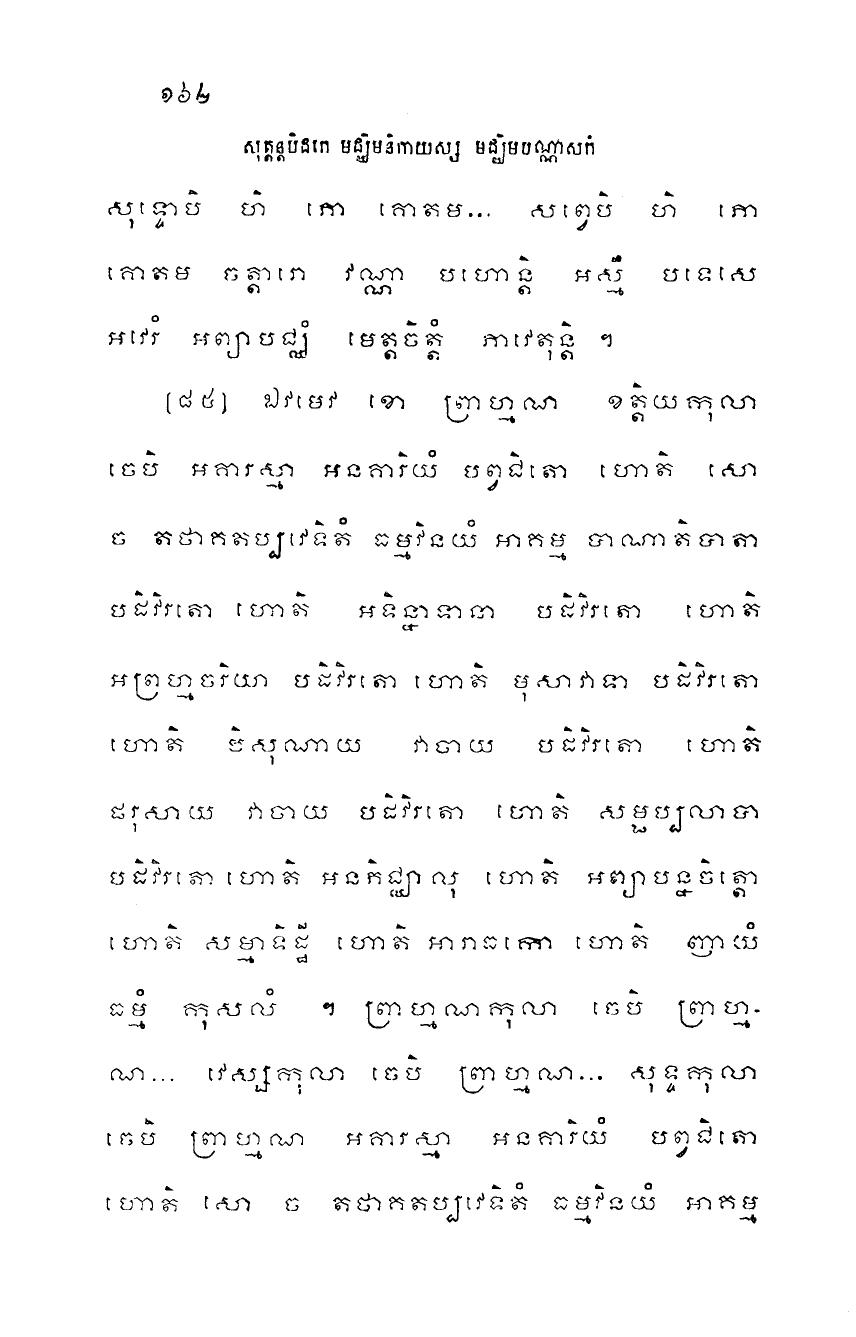 ១៦២
សុត្តន្តបិដកេ មជ្ឈិមនិកាយស្ស មជ្ឈិមបណ្ណាសកំ
សុទ្ទោបិ ហិ ភោ គោតម... សព្វេបិ ហិ ភោ
គោតម ចត្តារោ វណ្ណា បហោន្តិ អស្មឹ បទេសេ
អវេរំ អព្យាបជ្ឈំ មេត្តចិត្តំ ភាវេតុន្តិ ។
[៨៥] ឯវមេវ ខោ ព្រាហ្មណ ខត្តិយកុលា
ចេបិ អគារស្មា អនគារិយំ បព្វជិតោ ហោតិ សោ
ច តថាគតប្បវេទិតំ ធម្មវិនយំ អាគម្ម បាណាតិបាតា
បដិវិរតោ ហោតិ អទិន្នាទានា បដិវិរតោ ហោតិ
អព្រហ្មចរិយា បដិវិរតោ ហោតិ មុសាវាទា បដិវិរតោ
ហោតិ បិសុណាយ វាចាយ បដិវិរតោ ហោតិ
ផរុសាយ វាចាយ បដិវិរតោ ហោតិ សម្ផប្បលាបា
បដិវិរតោ ហោតិ អនភិជ្ឈាលុ ហោតិ អព្យាបន្នចិត្តោ
ហោតិ សម្មាទិដ្ឋី ហោតិ អារាធកោ ហោតិ ញាយំ
ធម្មំ កុសលំ ។ ព្រាហ្មណកុលា ចេបិ ព្រាហ្ម-
ណ... វេស្សកុលា ចេបិ ព្រាហ្មណ... សុទ្ទកុលា
ចេបិ ព្រាហ្មណ អគារស្មា អនគារិយំ បព្វជិតោ
ហោតិ សោ ច តថាគតប្បវេទិតំ ធម្មវិនយំ អាគម្ម